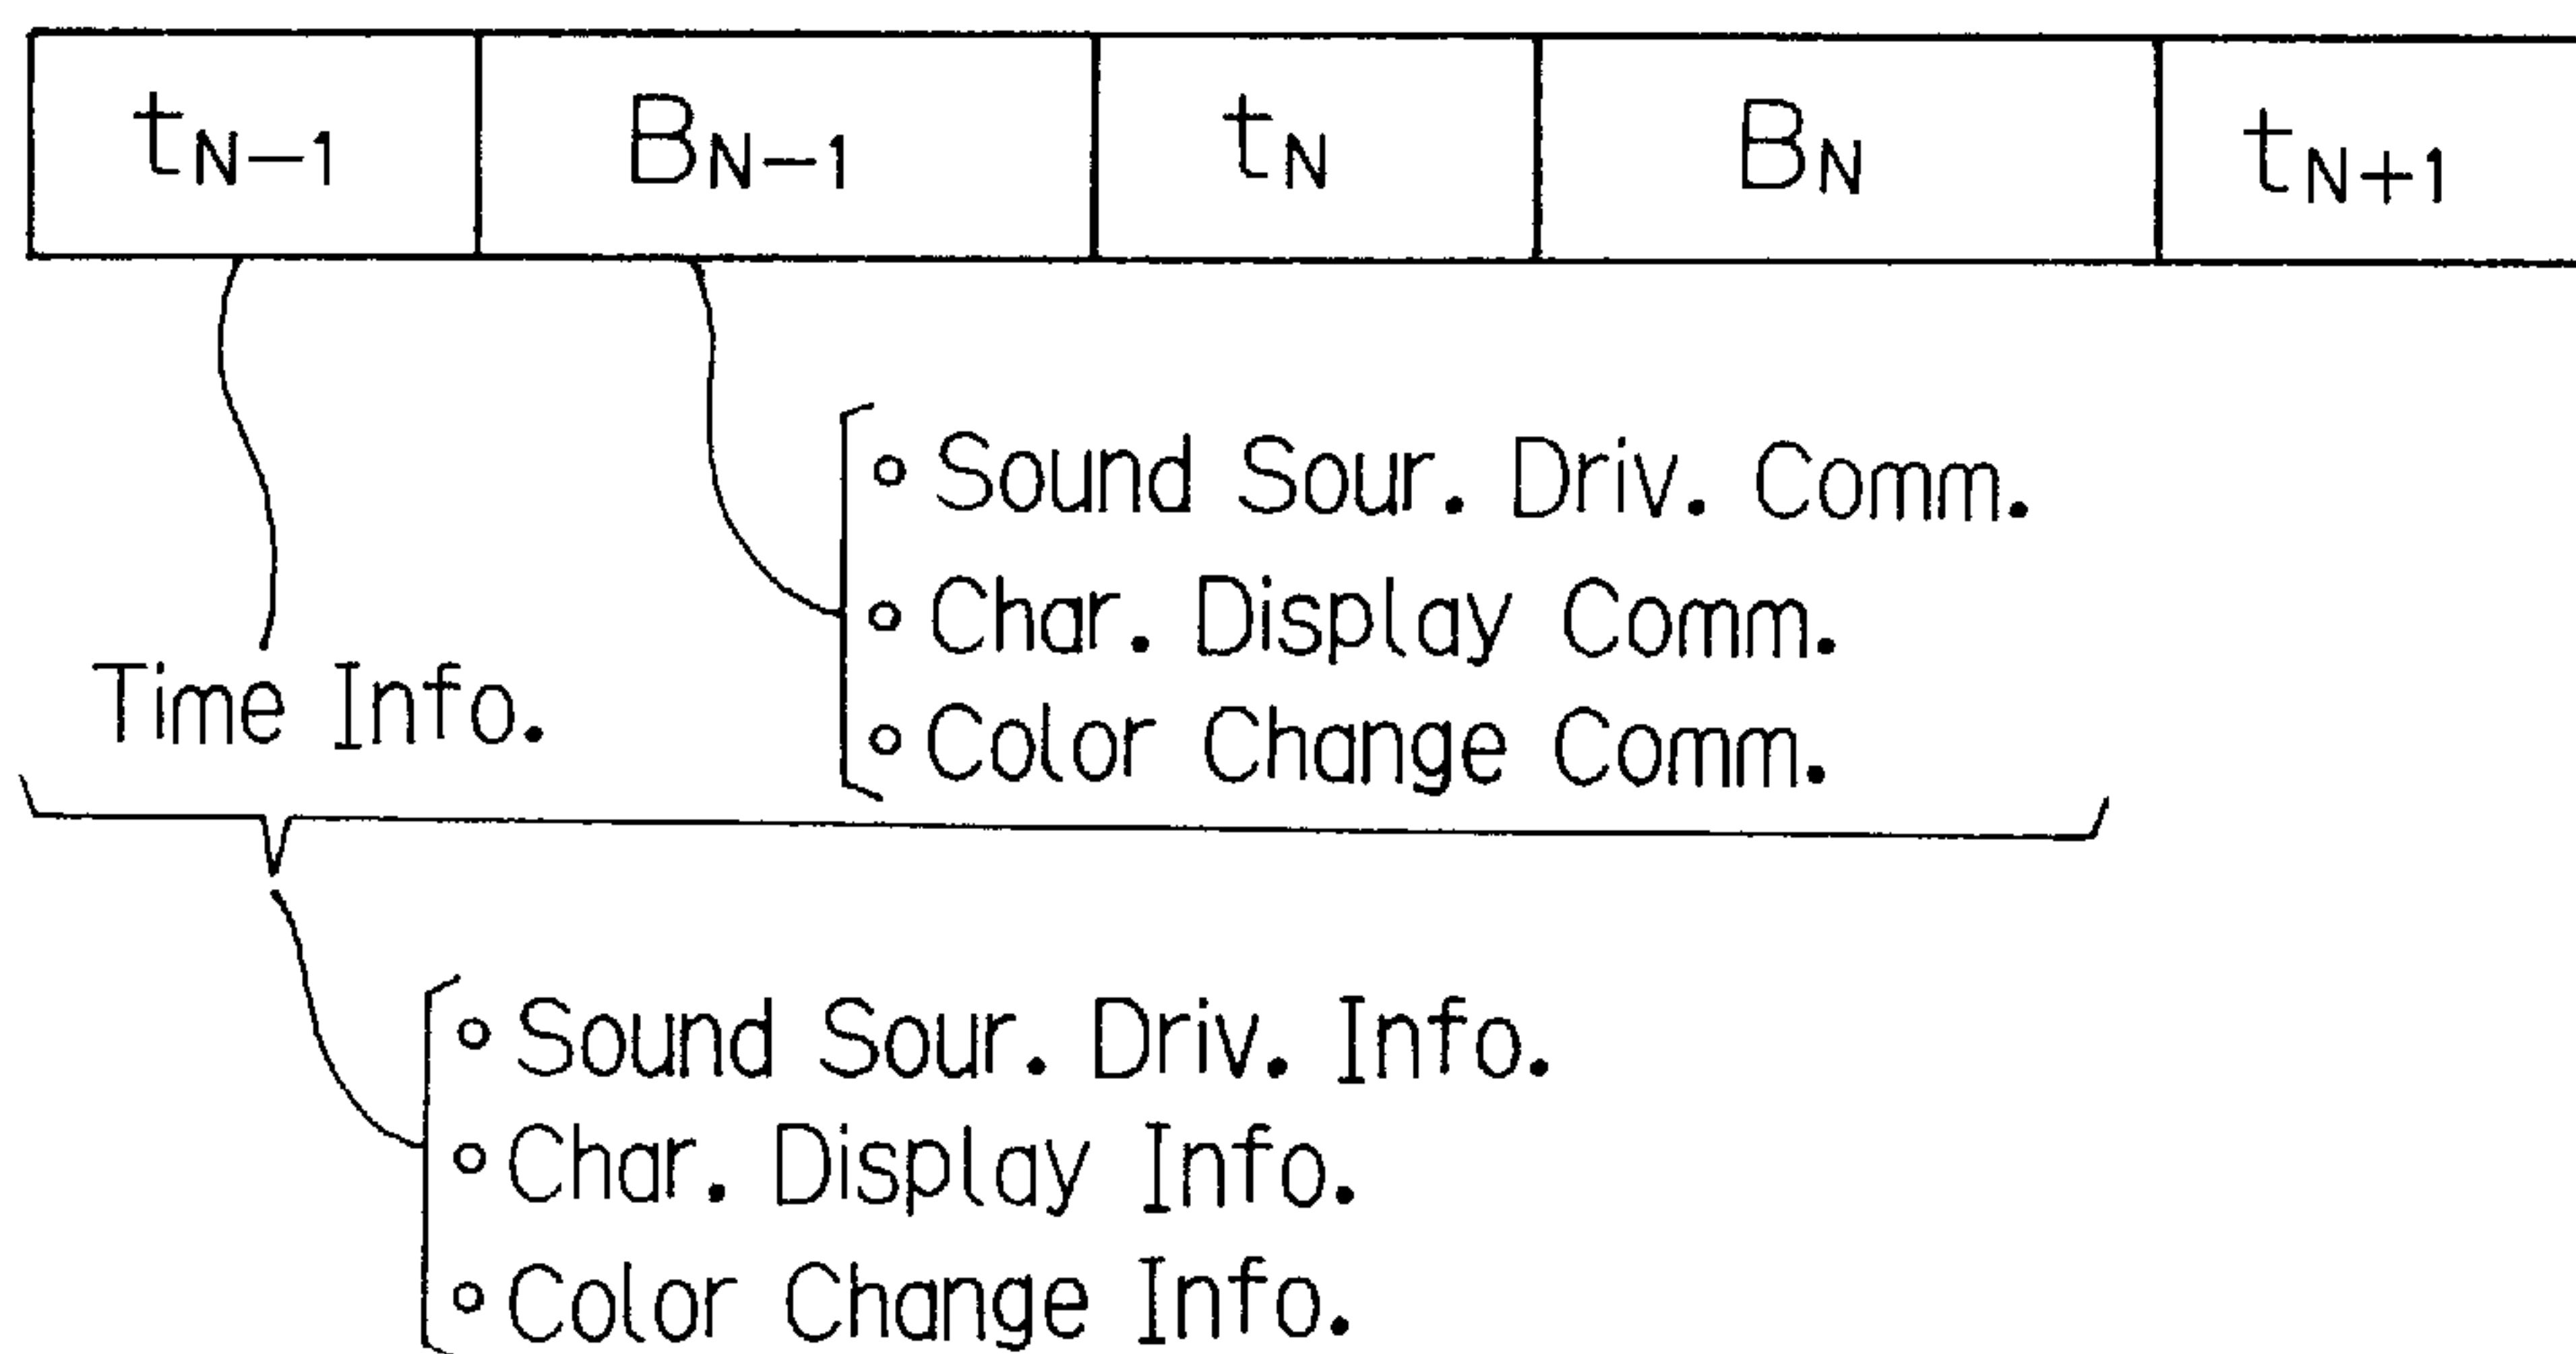 tN-1 BN-1 tN BN tN+1
Sound Sour. Driv. Comm.
Char. Display Comm.
Color Change Comm.
Time Info.
Sound Sour. Driv. Info.
Char. Display Info.
Color Change Info.